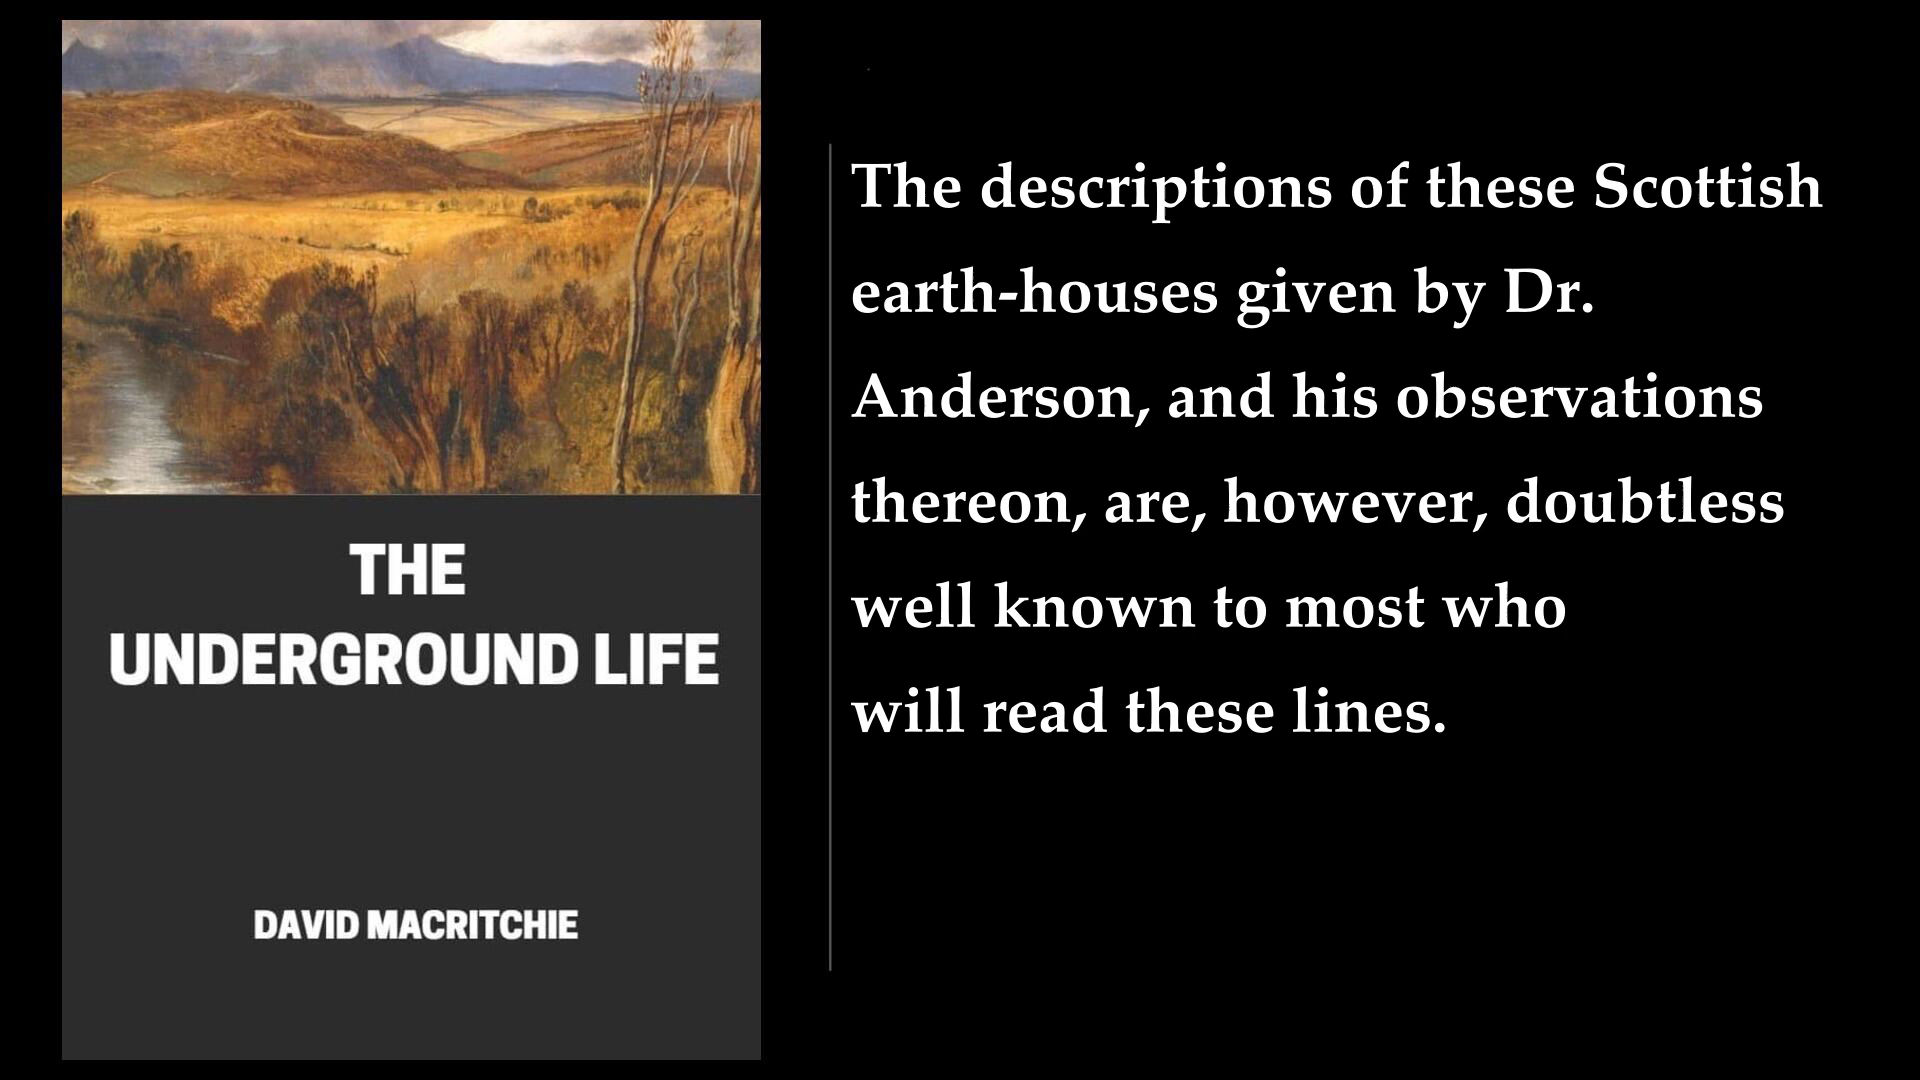 THE
UNDERGROUND LIFE
DAVID MACRITCHIE
The descriptions of these Scottish
earth-houses given by Dr.
Anderson, and his observations
thereon, are, however, doubtless
well known to most who
will read these lines.